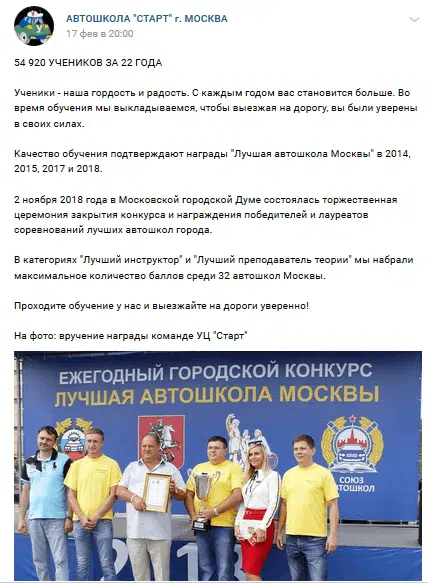 АВТОШКОЛА "СТАРТ" г. МОСКВА
17 фев в 20:00
54 920 УЧЕНИКОВ ЗА 22 ГОДА
Ученики - наша гордость и радость. С каждым годом вас становится больше. Во
время обучения мы выкладываемся, чтобы выезжая на дорогу, вы были уверены
в своих силах.
Качество обучения подтверждают награды "Лучшая автошкола Москвы" в 2014,
2015, 2017 и 2018.
2 ноября 2018 года в Московской городской Думе состоялась торжественная
церемония закрытия конкурса и награждения победителей и лауреатов
соревнований лучших автошкол города.
В категориях "Лучший инструктор" и "Лучший преподаватель теории" мы набрали
максимальное количество баллов среди 32 автошкол Москвы.
Проходите обучение у нас и выезжайте на дороги уверенно!
На фото: вручение награды команде УЦ "Старт"
ЕЖЕГОДНЫЙ ГОРОДСКОЙ КОНКУРС
ЛУЧШАЯ АВТОШКОЛА МОСКВЫ
СОЮЗ
АВТОШКОЛ